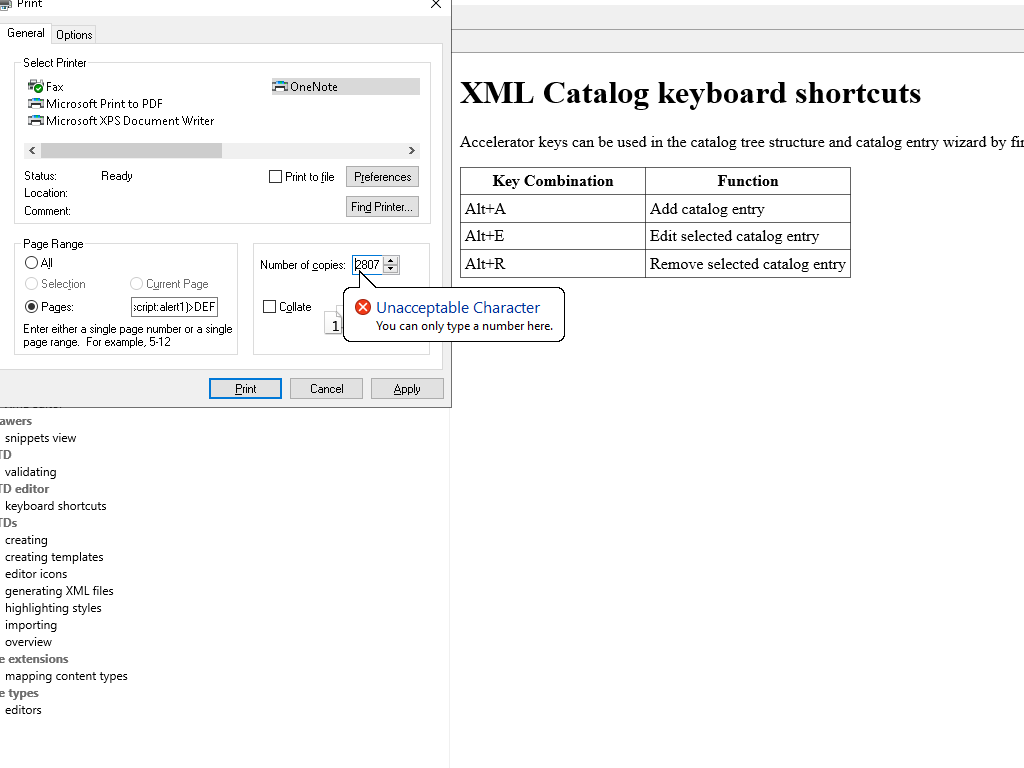 Print
General
Options
Select Printer
Fax
OneNote
Microsoft Print to PDF
Microsoft XPS Document Writer
Status:
Ready
Print to file
Preferences
Location:
Comment:
Find Printer...
Page Range
All
Selection
Current Page
Pages:
:cript:alert1)>DEF
Enter either a single page number or a single
page range. For example, 5-12
Number of copies:
2807
Collate
1
Unacceptable Character
You can only type a number here.
Print
Cancel
Apply
awers
snippets view
TD
validating
TD editor
keyboard shortcuts
TDs
creating
creating templates
editor icons
generating XML files
highlighting styles
importing
overview
e extensions
mapping content types
e types
editors
XML Catalog keyboard shortcuts
Accelerator keys can be used in the catalog tree structure and catalog entry wizard by fir
Key Combination
Function
Alt+A
Add catalog entry
Alt+E
Edit selected catalog entry
Alt+R
Remove selected catalog entry